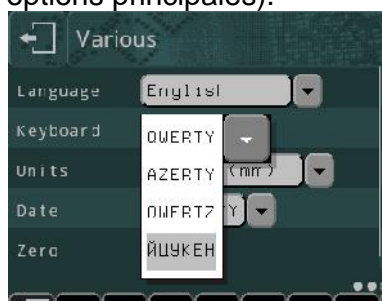 options principales).
Various
Language English
Keyboard QWERTY
Units AZERTY (mm)
Date QWERTZ Y
Zero ЙЦУКЕН